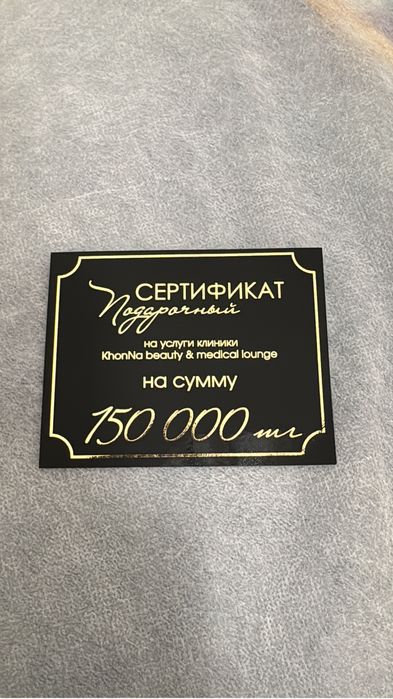 СЕРТИФИКАТ
Подарочный
на услуги клиники
KhonNa beauty & medical lounge
на сумму
150 000 тг